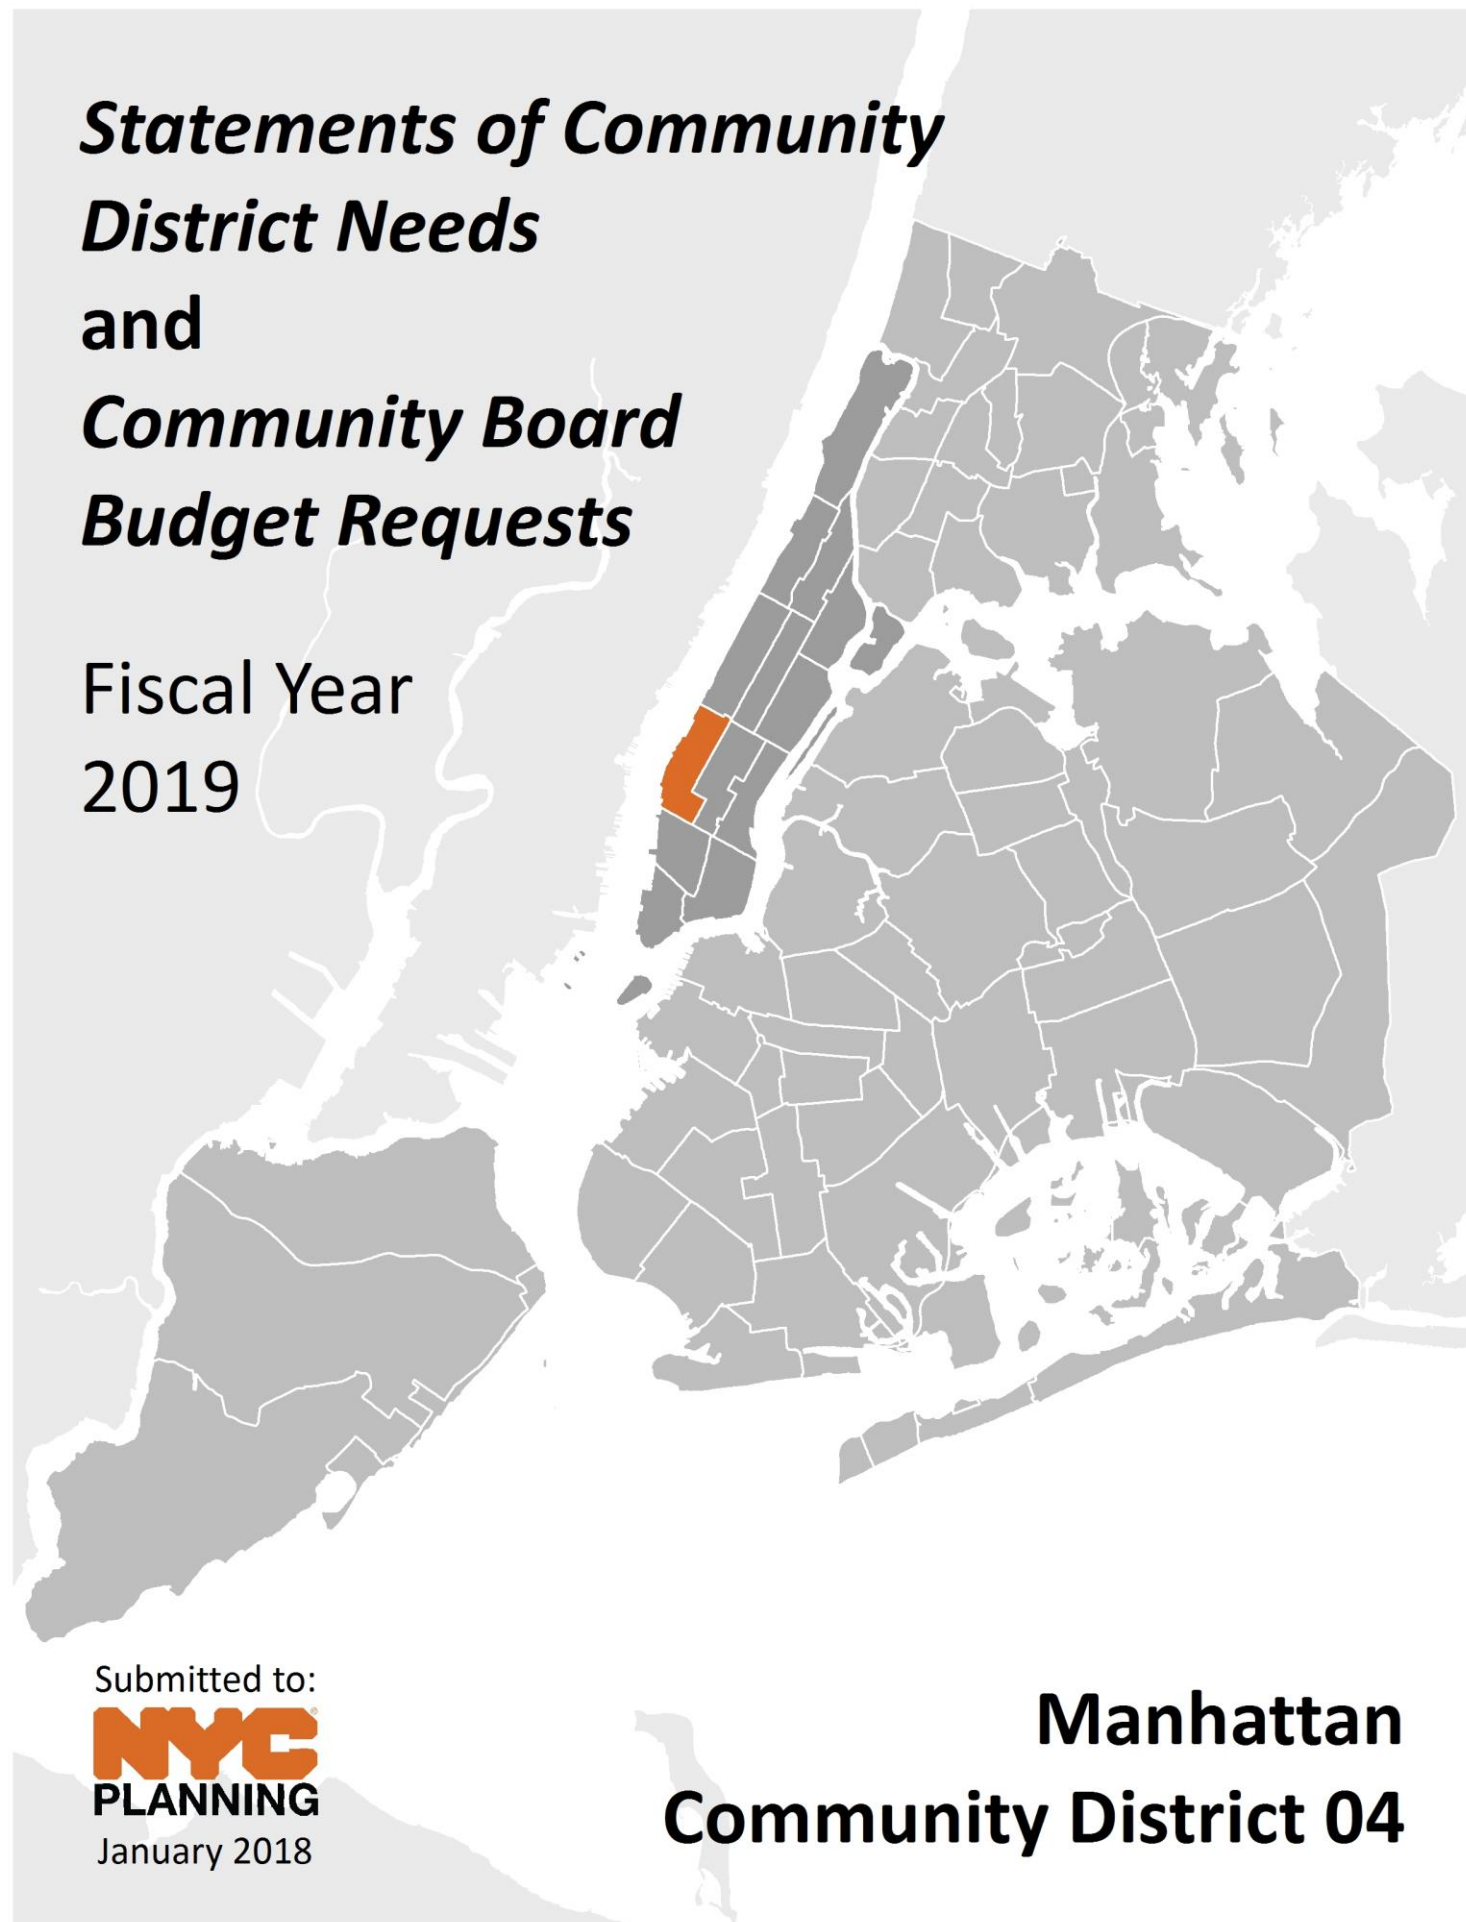 Statements of Community
District Needs
and
Community Board
Budget Requests
Fiscal Year
2019
Submitted to:
NYC®
PLANNING
January 2018
Manhattan
Community District 04